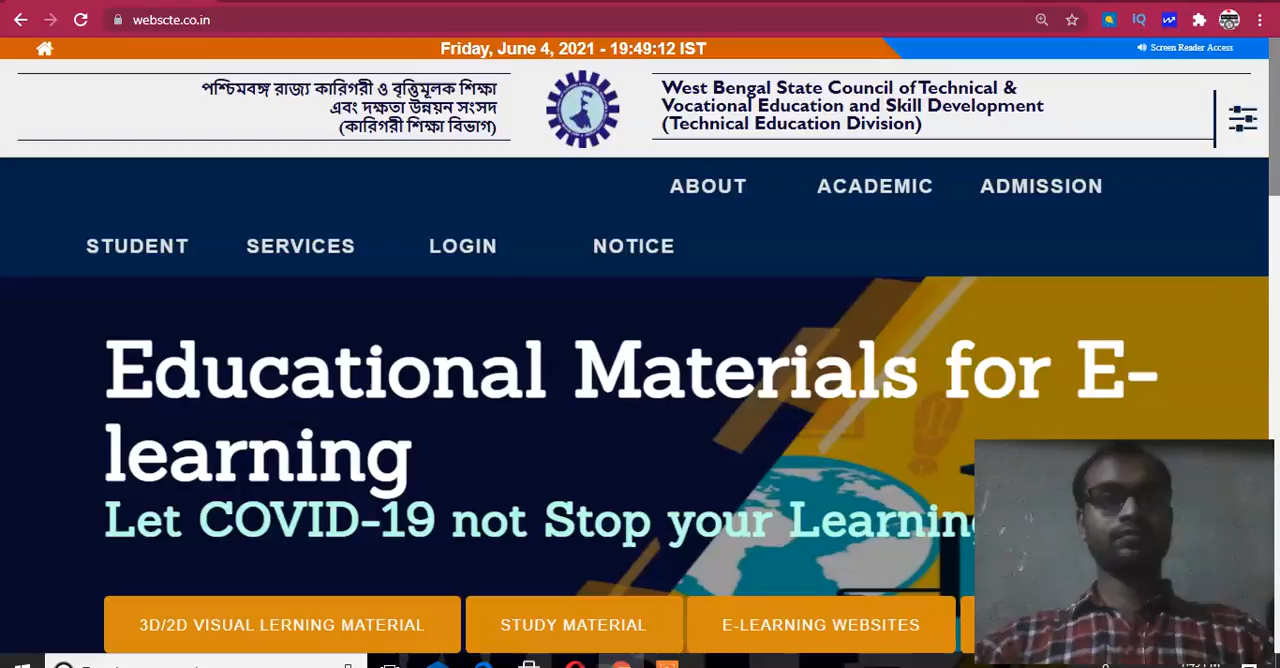 webscte.co.in
IQ
Friday, June 4, 2021 - 19:49:12 IST
Screen Reader Access
পশ্চিমবঙ্গ রাজ্য কারিগরী ও বৃত্তিমূলক শিক্ষা
এবং দক্ষতা উন্নয়ন সংসদ
(কারিগরী শিক্ষা বিভাগ)
West Bengal State Council of Technical &
Vocational Education and Skill Development
(Technical Education Division)
ABOUT ACADEMIC ADMISSION
STUDENT SERVICES LOGIN NOTICE
Educational Materials for E-
learning
Let COVID-19 not Stop your
3D/2D VISUAL LERNING MATERIAL STUDY MATERIAL E-LEARNING WEBSITES